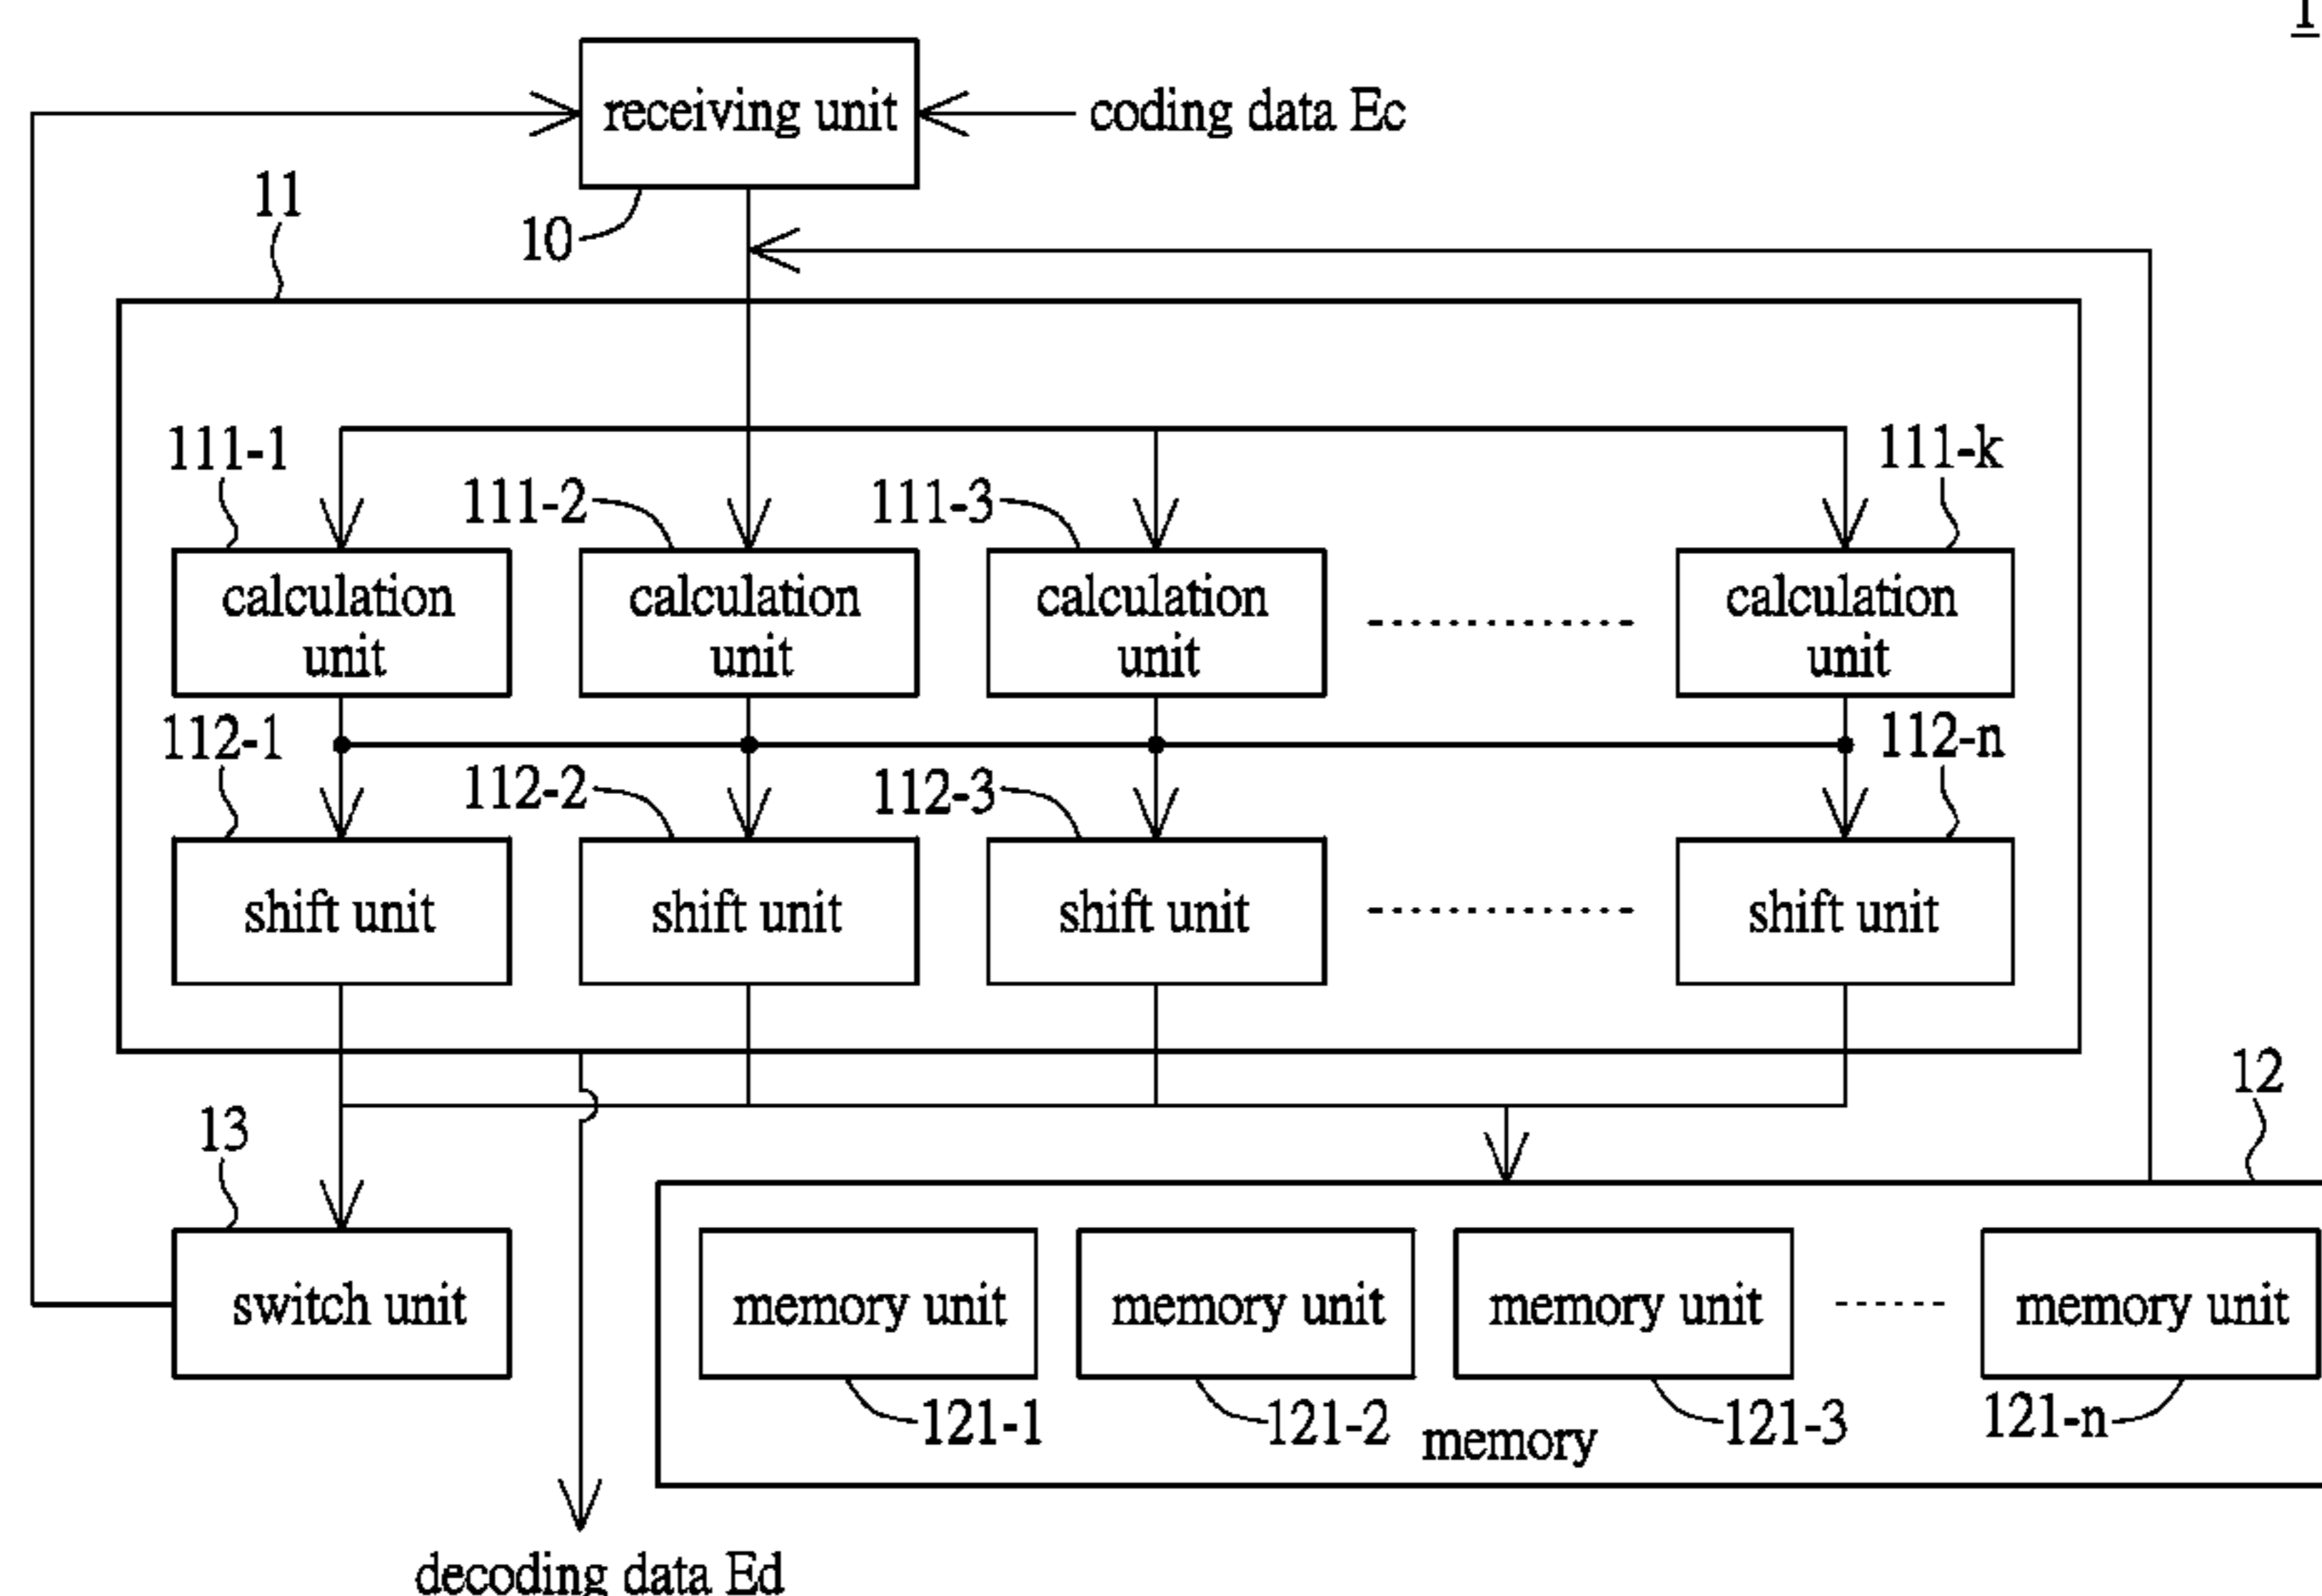 1
receiving unit
coding data Ec
11
10
111-1
111-2
111-3
111-k
calculation
unit
calculation
unit
calculation
unit
calculation
unit
112-1
112-2
112-3
112-n
shift unit
shift unit
shift unit
shift unit
12
13
switch unit
memory unit
memory unit
memory unit
memory unit
121-1
121-2
121-3
121-n
memory
decoding data Ed